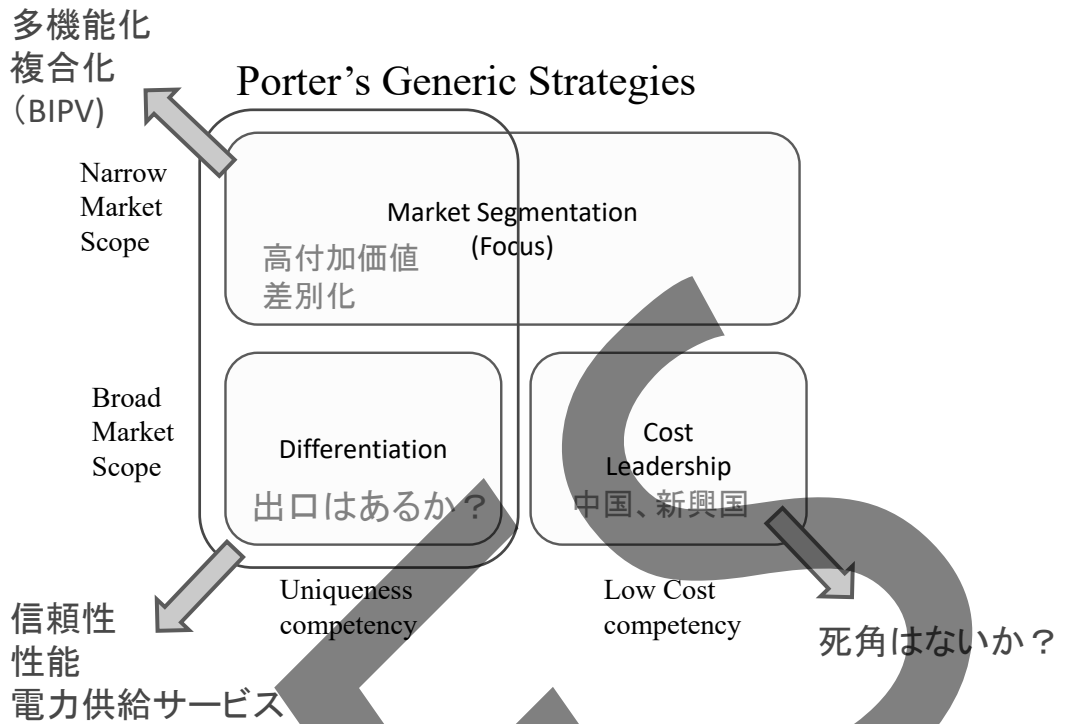 多機能化
複合化
（BIPV)
Porter’s Generic Strategies
Narrow
Market
Scope
Market Segmentation
(Focus)
高付加価値
差別化
Broad
Market
Scope
Differentiation
出口はあるか？
Cost
Leadership
中国、新興国
Uniqueness
competency
Low Cost
competency
信頼性
性能
電力供給サービス
死角はないか？